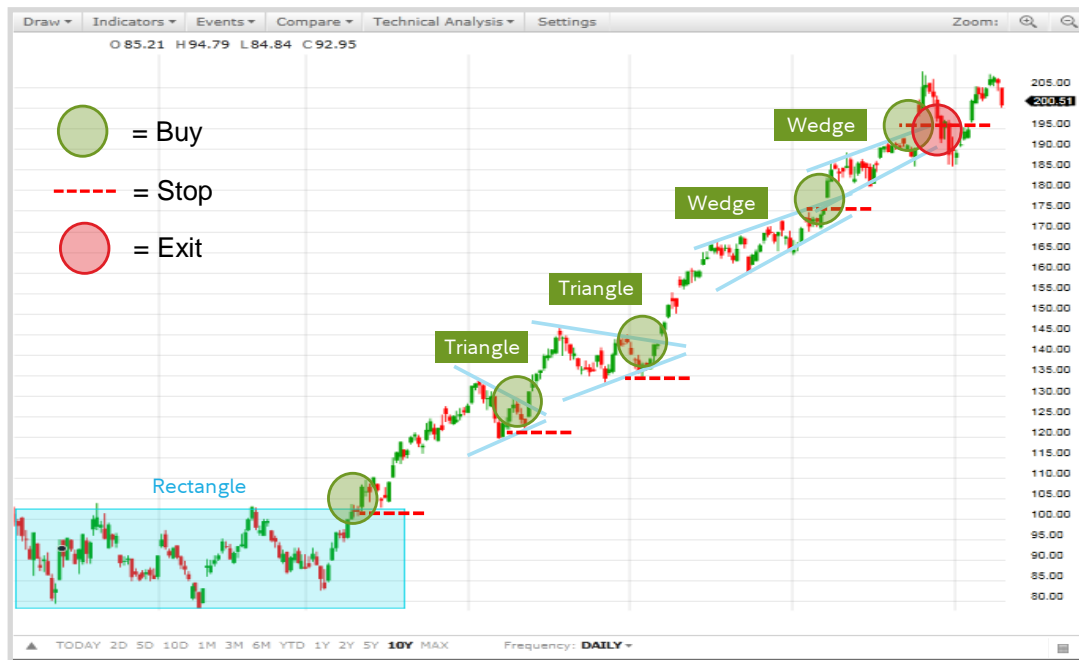 Draw Indicators Events Compare Technical Analysis Settings Zoom:
O 85.21 H 94.79 L 84.84 C 92.95
= Buy
= Stop
= Exit
Wedge
Wedge
Triangle
Triangle
Rectangle
205.00
200.51
195.00
190.00
185.00
180.00
175.00
170.00
165.00
160.00
155.00
150.00
145.00
140.00
135.00
130.00
125.00
120.00
115.00
110.00
105.00
100.00
95.00
90.00
85.00
80.00
TODAY 2D 5D 10D 1M 3M 6M YTD 1Y 2Y 5Y 10Y MAX Frequency: DAILY